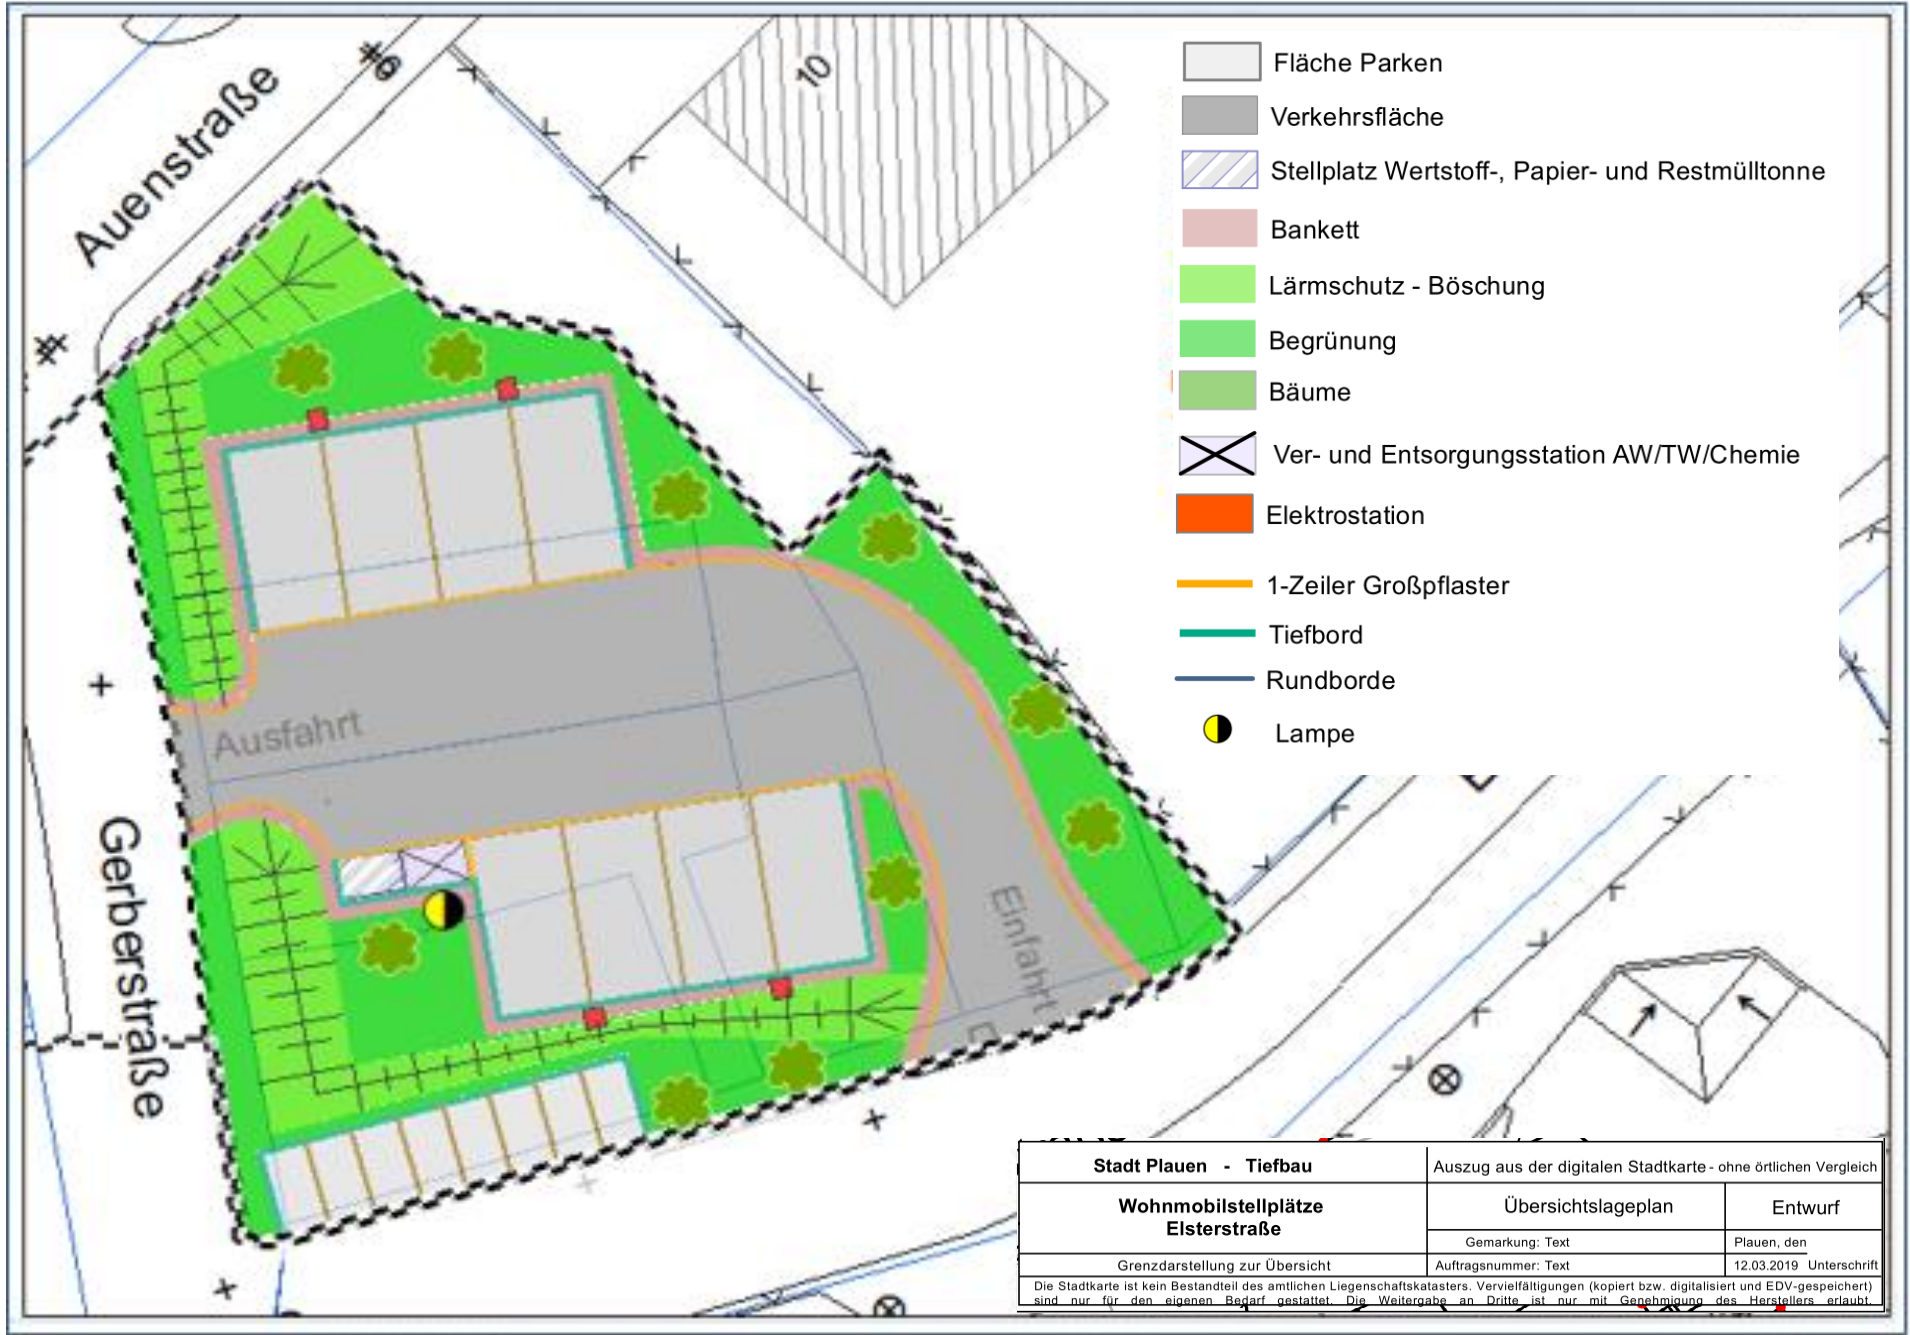 Auenstraße
10
Fläche Parken
Verkehrsfläche
Stellplatz Wertstoff-, Papier- und Restmülltonne
Bankett
Lärmschutz - Böschung
Begrünung
Bäume
Ver- und Entsorgungsstation AW/TW/Chemie
Elektrostation
1-Zeiler Großpflaster
Tiefbord
Rundborde
Lampe
Ausfahrt
Gerberstraße
Einfahrt
Stadt Plauen - Tiefbau
Auszug aus der digitalen Stadtkarte - ohne örtlichen Vergleich
Wohnmobilstellplätze
Elsterstraße
Übersichtslageplan
Entwurf
Gemarkung: Text
Plauen, den
Grenzdarstellung zur Übersicht
Auftragsnummer: Text
12.03.2019 Unterschrift
Die Stadtkarte ist kein Bestandteil des amtlichen Liegenschaftskatasters. Vervielfältigungen (kopiert bzw. digitalisiert und EDV-gespeichert)
sind nur für den eigenen Bedarf gestattet. Die Weitergabe an Dritte ist nur mit Genehmigung des Herstellers erlaubt.